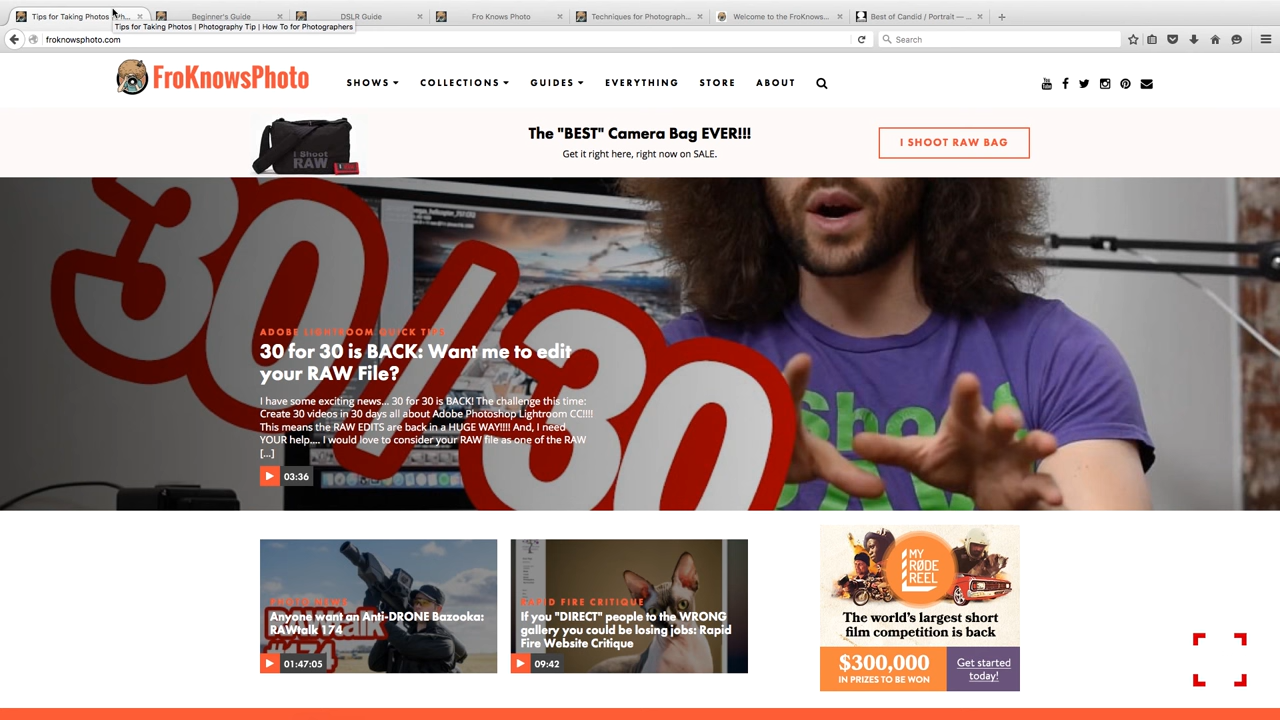 Tips for Taking Photos | Ph...
Beginner's Guide
DSLR Guide
Fro Knows Photo
Techniques for Photograph...
Welcome to the FroKnows...
Best of Candid / Portrait — ...
Tips for Taking Photos | Photography Tip | How To for Photographers
froknowsphoto.com
Search
FroKnowsPhoto
SHOWS
COLLECTIONS
GUIDES
EVERYTHING
STORE
ABOUT
You Tube
I Shoot
RAW
The "BEST" Camera Bag EVER!!!
Get it right here, right now on SALE.
I SHOOT RAW BAG
30/30
Shoot
ADOBE LIGHTROOM QUICK TIPS
30 for 30 is BACK: Want me to edit
your RAW File?
I have some exciting news... 30 for 30 is BACK! The challenge this time:
Create 30 videos in 30 days all about Adobe Photoshop Lightroom CC!!!!
This means the RAW EDITS are back in a HUGE WAY!!!! And, I need
YOUR help.... I would love to consider your RAW file as one of the RAW
[...]
03:36
PHOTO NEWS
Anyone want an Anti-DRONE Bazooka:
RAWtalk 174
RAWtalk
#174
01:47:05
RAPID FIRE CRITIQUE
If you "DIRECT" people to the WRONG
gallery you could be losing jobs: Rapid
Fire Website Critique
09:42
MY
RØDE
REEL
The world's largest short
film competition is back
$300,000
IN PRIZES TO BE WON
Get started
today!